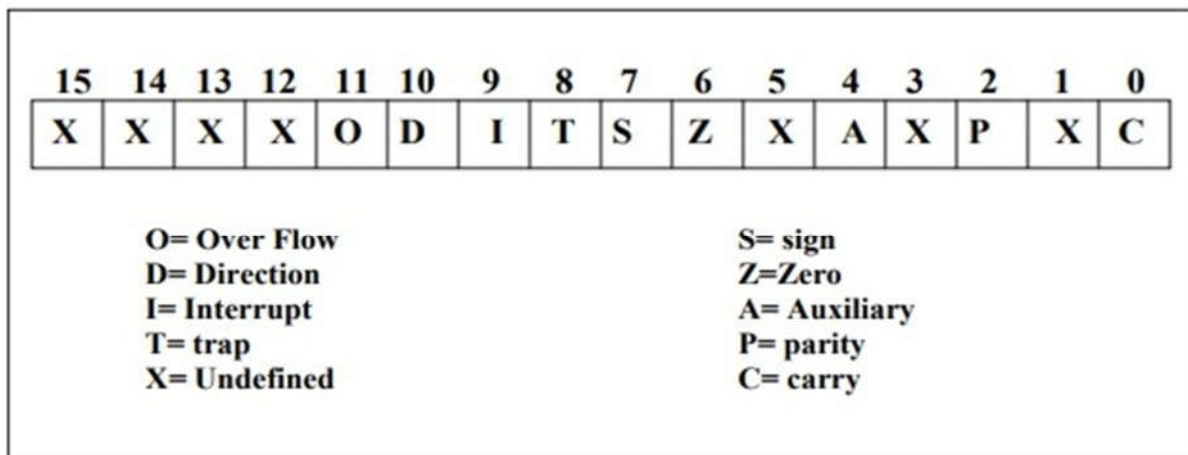 15 14 13 12 11 10 9 8 7 6 5 4 3 2 1 0
X X X X O D I T S Z X A X P X C
O= Over Flow S= sign
D= Direction Z=Zero
I= Interrupt A= Auxiliary
T= trap P= parity
X= Undefined C= carry